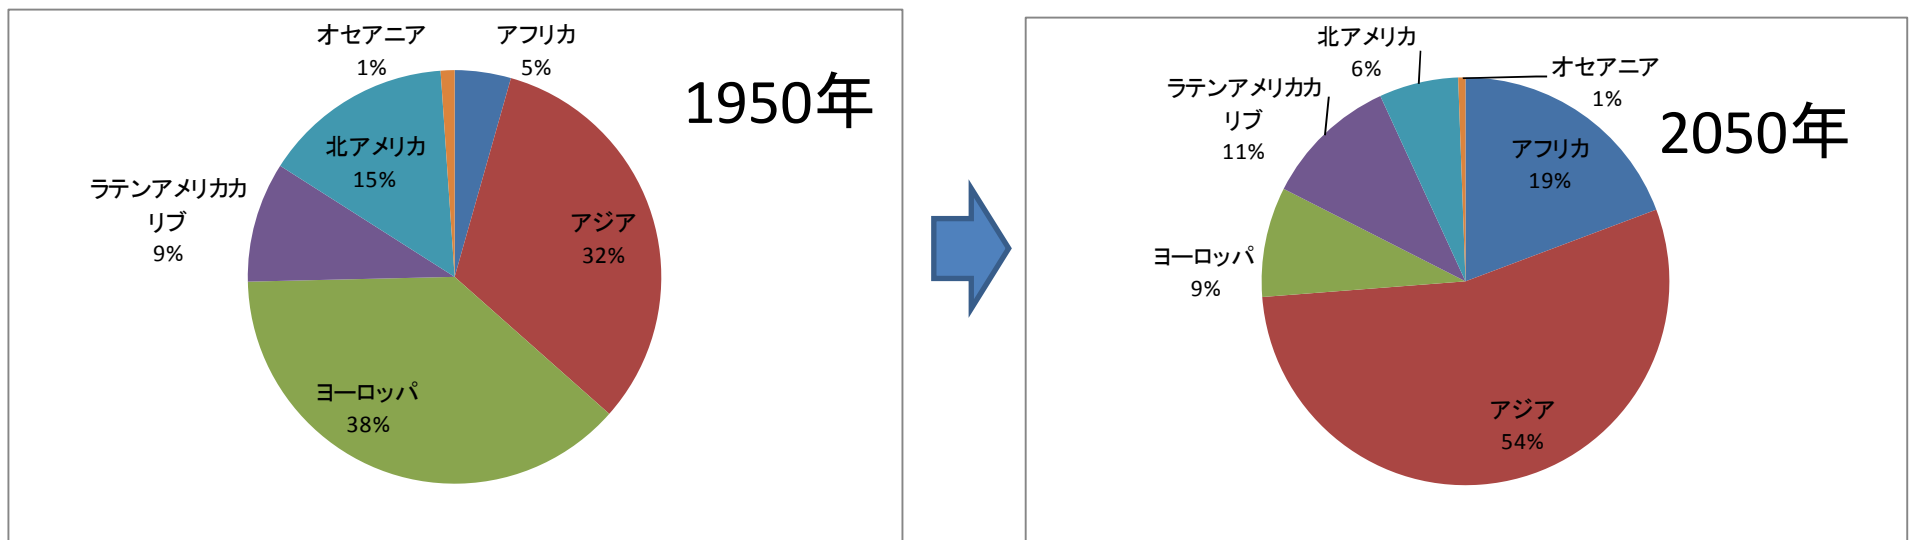 オセアニア
1%
アフリカ
5%
1950年
北アメリカ
15%
ラテンアメリカカ
リブ
9%
アジア
32%
ヨーロッパ
38%
北アメリカ
6%
オセアニア
1%
ラテンアメリカカ
リブ
11%
2050年
アフリカ
19%
ヨーロッパ
9%
アジア
54%